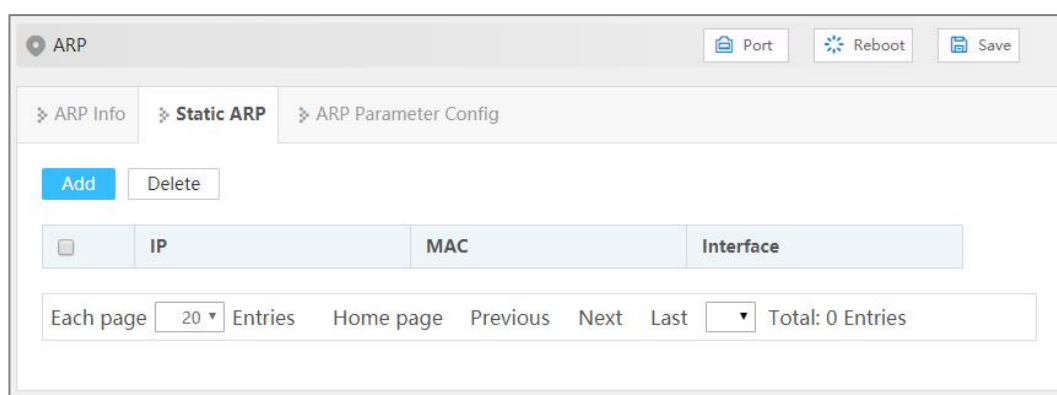 ARP Port Reboot Save
ARP Info Static ARP ARP Parameter Config
Add Delete
IP MAC Interface
Each page 20 Entries Home page Previous Next Last Total: 0 Entries